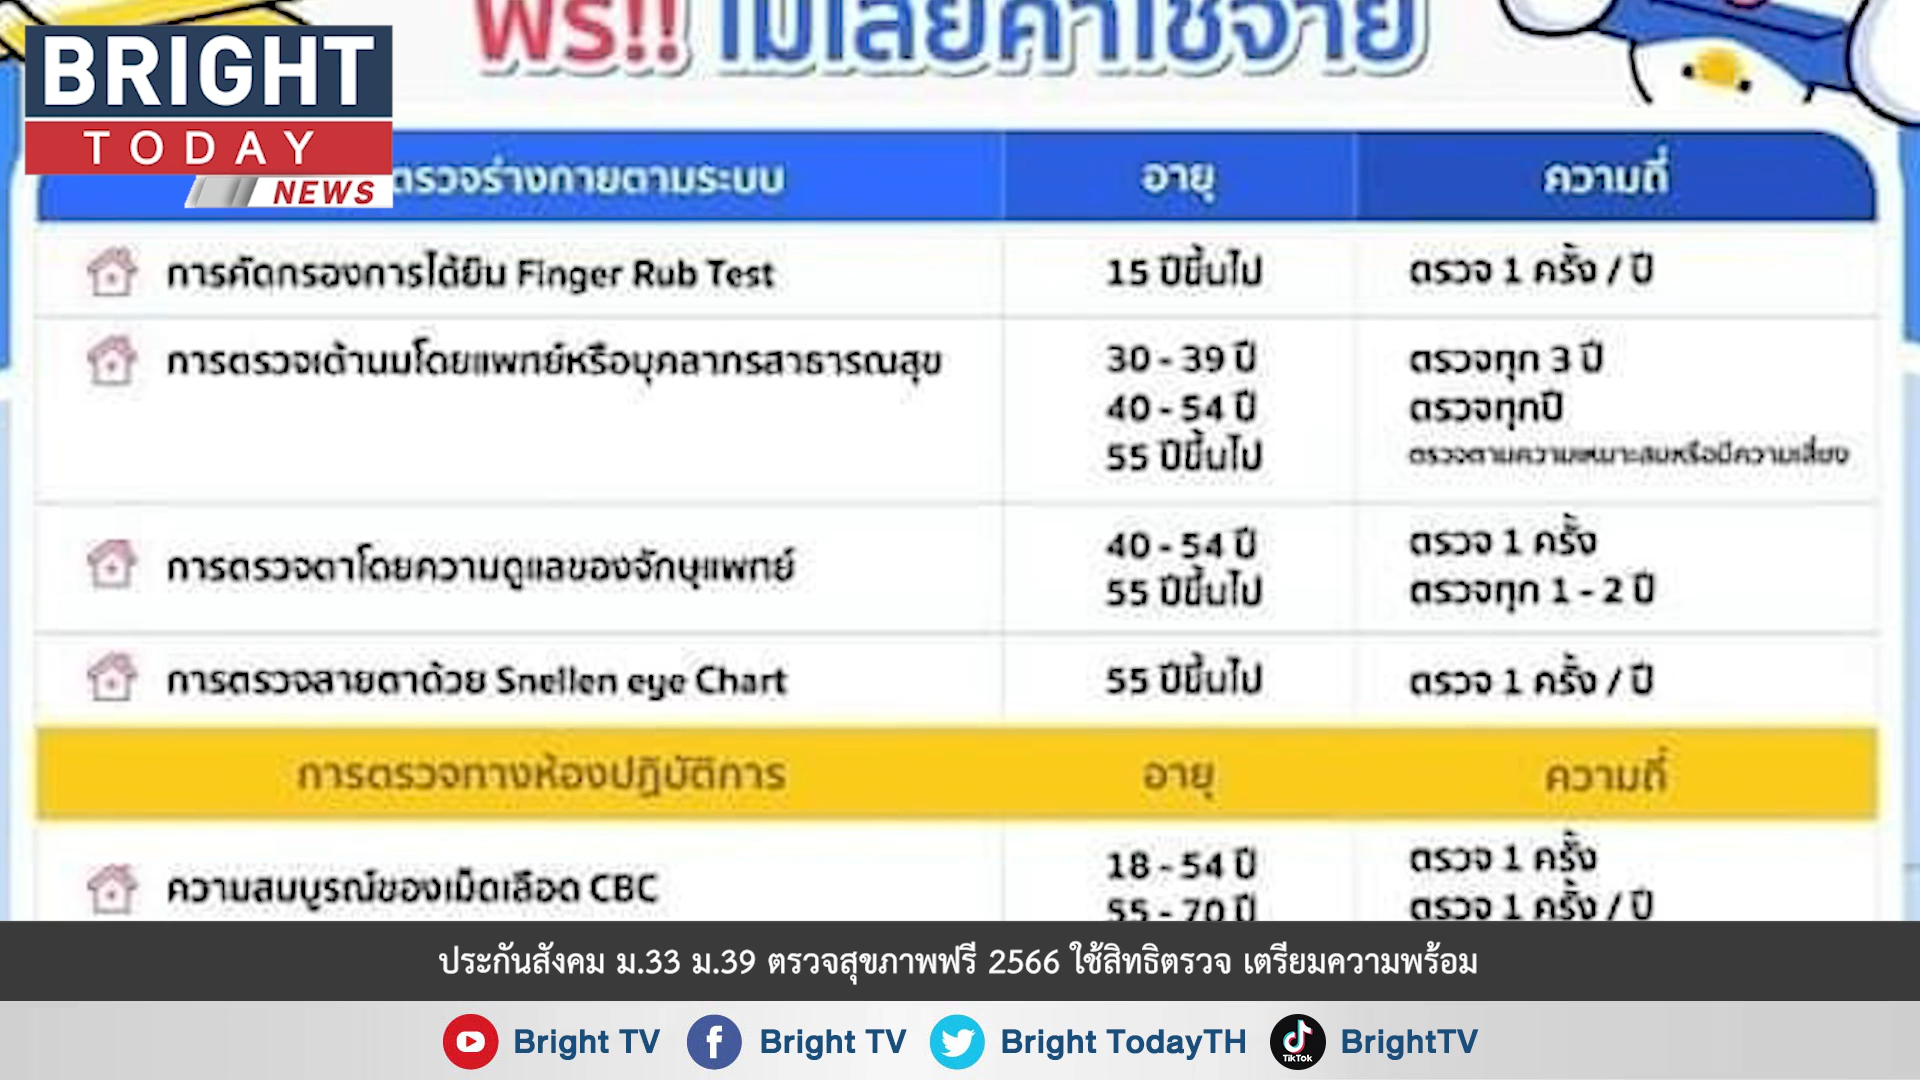 ฟรี!! ไม่เสียค่าใช้จ่าย
BRIGHT
TODAY
NEWS
ตรวจร่างกายตามระบบ อายุ ความถี่
การคัดกรองการได้ยิน Finger Rub Test 15 ปีขึ้นไป ตรวจ 1 ครั้ง / ปี
การตรวจเต้านมโดยแพทย์หรือบุคลากรสาธารณสุข 30 - 39 ปี ตรวจทุก 3 ปี
40 - 54 ปี ตรวจทุกปี
55 ปีขึ้นไป ตรวจตามความเหมาะสมหรือมีความเสี่ยง
การตรวจตาโดยความดูแลของจักษุแพทย์ 40 - 54 ปี ตรวจ 1 ครั้ง
55 ปีขึ้นไป ตรวจทุก 1 - 2 ปี
การตรวจสายตาด้วย Snellen eye Chart 55 ปีขึ้นไป ตรวจ 1 ครั้ง / ปี
การตรวจทางห้องปฏิบัติการ อายุ ความถี่
ความสมบูรณ์ของเม็ดเลือด CBC 18 - 54 ปี ตรวจ 1 ครั้ง
55 - 70 ปี ตรวจ 1 ครั้ง / ปี
ประกันสังคม ม.33 ม.39 ตรวจสุขภาพฟรี 2566 ใช้สิทธิตรวจ เตรียมความพร้อม
Bright TV Bright TV Bright TodayTH TikTok BrightTV